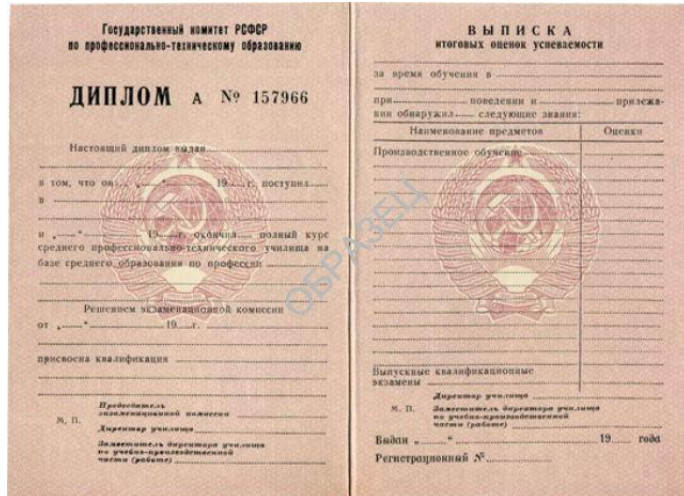 Государственный комитет РСФСР
по профессионально-техническому образованию
ДИПЛОМ А № 157966
Настоящий диплом выдан
в том, что он „ “ 19 г. поступил
в
и „ “ 19 г. окончил полный курс
среднего профессионально-технического училища на
базе среднего образования по профессии
Решением экзаменационной комиссии
от „ “ 19 г.
присвоена квалификация
М. П.
Председатель
экзаменационной комиссии
Директор училища
Заместитель директора училища
по учебно-производственной
части (работе)
ВЫПИСКА
итоговых оценок успеваемости
за время обучения в
при поведении и прилежа-
нии обнаружил следующие знания:
Наименование предметов Оценки
Производственное обучение
Выпускные квалификационные
экзамены
Директор училища
М. П.
Заместитель директора училища
по учебно-производственной
части (работе)
Выдан „ “ 19 года
Регистрационный №
ОБРАЗЕЦ